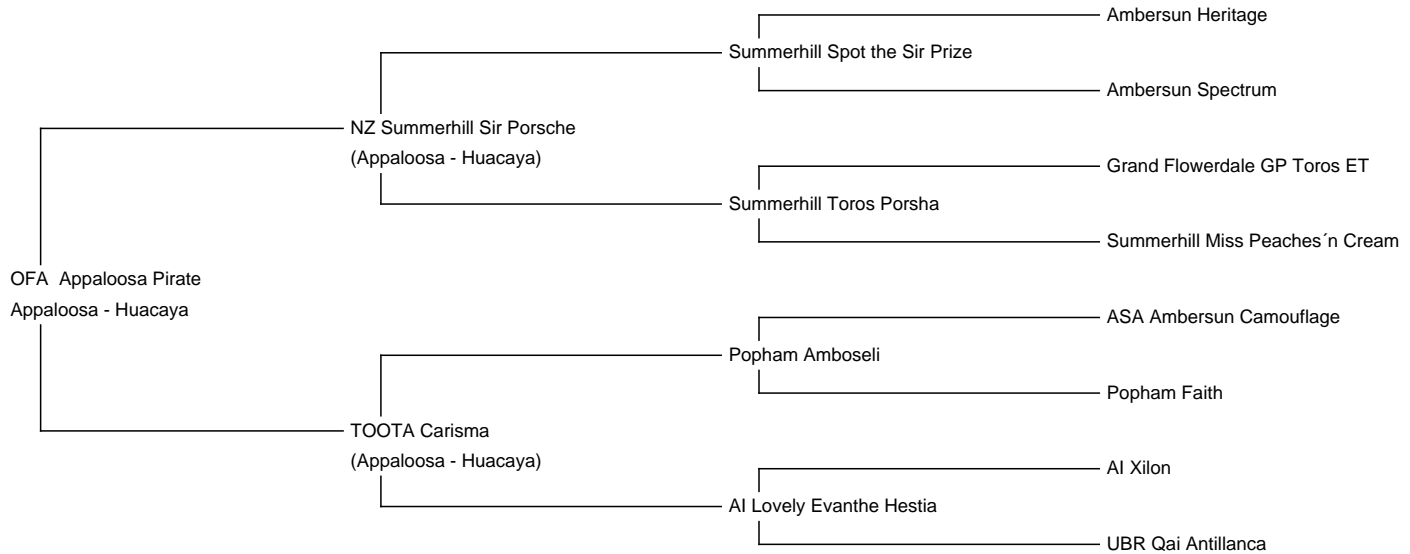 Ambersun Heritage
Summerhill Spot the Sir Prize
Ambersun Spectrum
NZ Summerhill Sir Porsche
(Appaloosa - Huacaya)
Grand Flowerdale GP Toros ET
Summerhill Toros Porsha
Summerhill Miss Peaches´n Cream
OFA  Appaloosa Pirate
Appaloosa - Huacaya
ASA Ambersun Camouflage
Popham Amboseli
Popham Faith
TOOTA Carisma
(Appaloosa - Huacaya)
AI Xilon
AI Lovely Evanthe Hestia
UBR Qai Antillanca